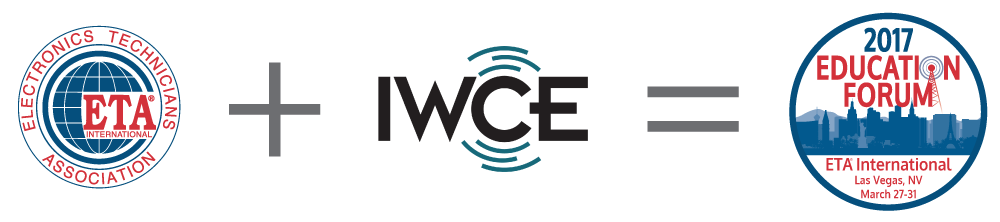 ELECTRONICS TECHNICIANS
ETA®
INTERNATIONAL
ASSOCIATION
+
IWCE
=
2017
EDUCATION
FORUM
ETA® International
Las Vegas, NV
March 27-31